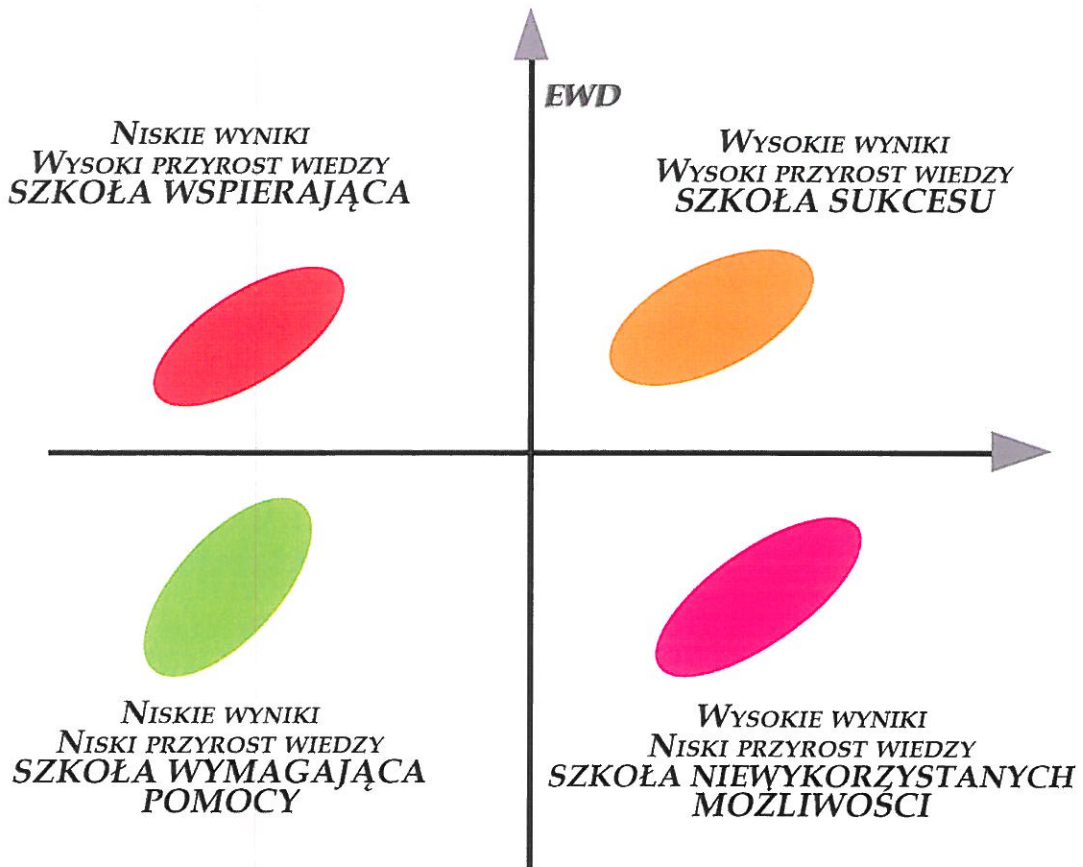 EWD
NISKIE WYNIKI
WYSOKI PRZYROST WIEDZY
SZKOŁA WSPIERAJĄCA
WYSOKIE WYNIKI
WYSOKI PRZYROST WIEDZY
SZKOŁA SUKCESU
NISKIE WYNIKI
NISKI PRZYROST WIEDZY
SZKOŁA WYMAGAJĄCA
POMOCY
WYSOKIE WYNIKI
NISKI PRZYROST WIEDZY
SZKOŁA NIEWYKORZYSTANYCH
MOŻLIWOŚCI